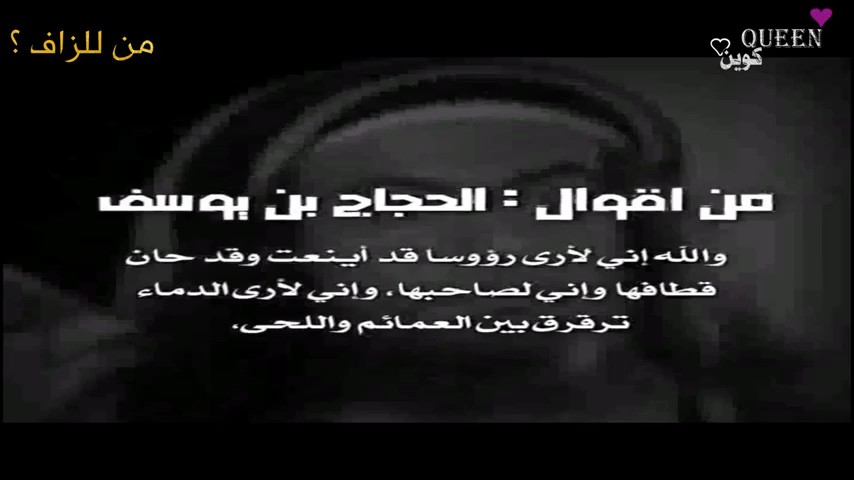 من للزاف ؟
QUEEN
كوين
من اقوال : الحجاج بن يوسف
والله إني لأرى رؤوسا قد أينعت وقد حان
قطافها وإني لصاحبها، وإني لأرى الدماء
ترقرق بين العمائم واللحى،